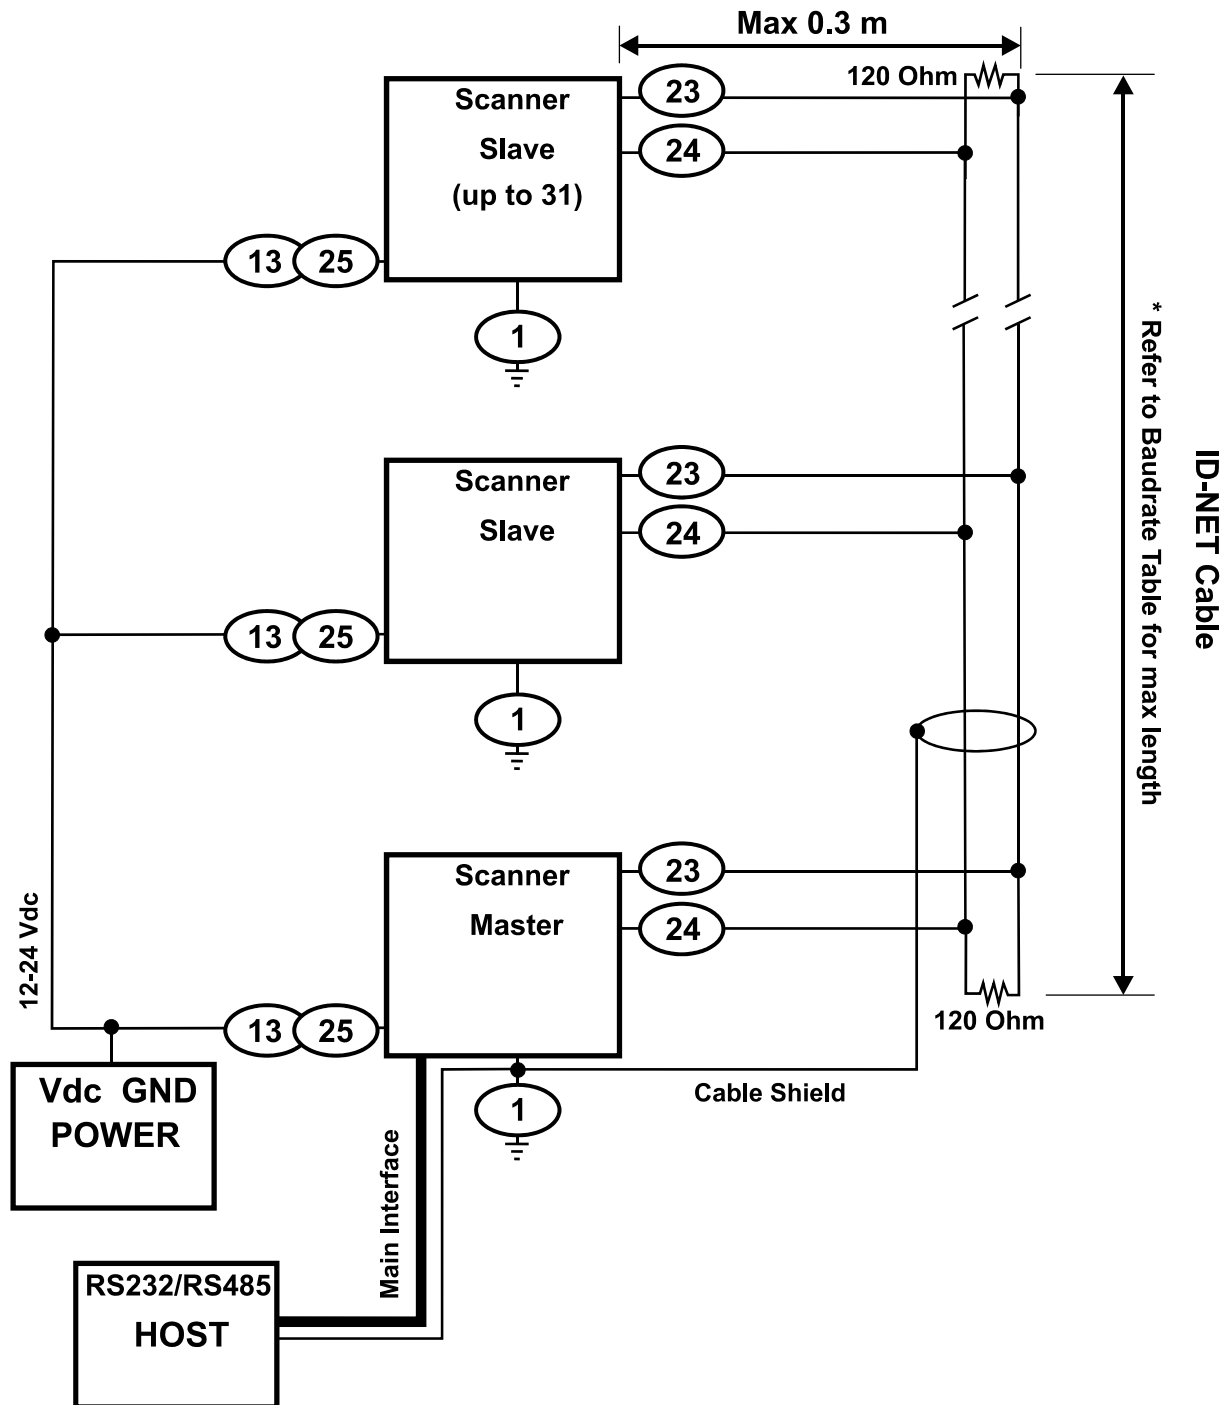 Max 0.3 m
120 Ohm
Scanner
Slave
(up to 31)
23
24
13
25
1
Scanner
Slave
23
24
13
25
1
Scanner
Master
23
24
13
25
1
120 Ohm
12-24 Vdc
Vdc GND
POWER
Cable Shield
Main Interface
RS232/RS485
HOST
* Refer to Baudrate Table for max length
ID-NET Cable